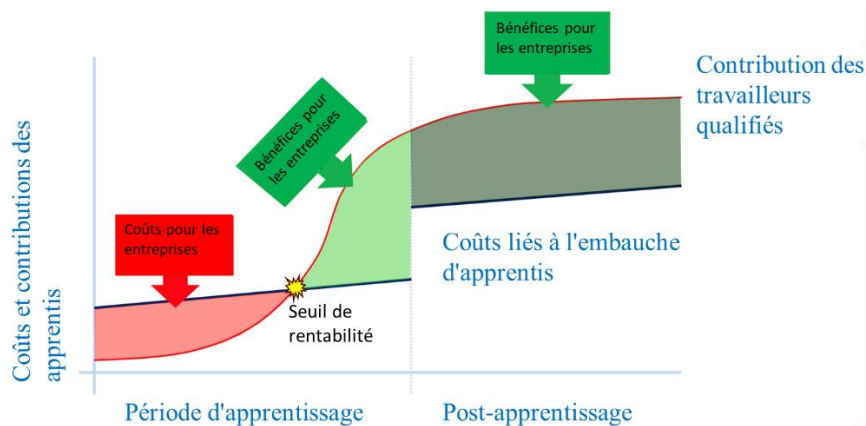 Bénéfices pour
les entreprises
Contribution des
travailleurs
qualifiés
Bénéfices pour
les entreprises
Coûts pour les
entreprises
Coûts et contributions des
apprentis
Coûts liés à l'embauche
d'apprentis
Seuil de
rentabilité
Période d'apprentissage
Post-apprentissage